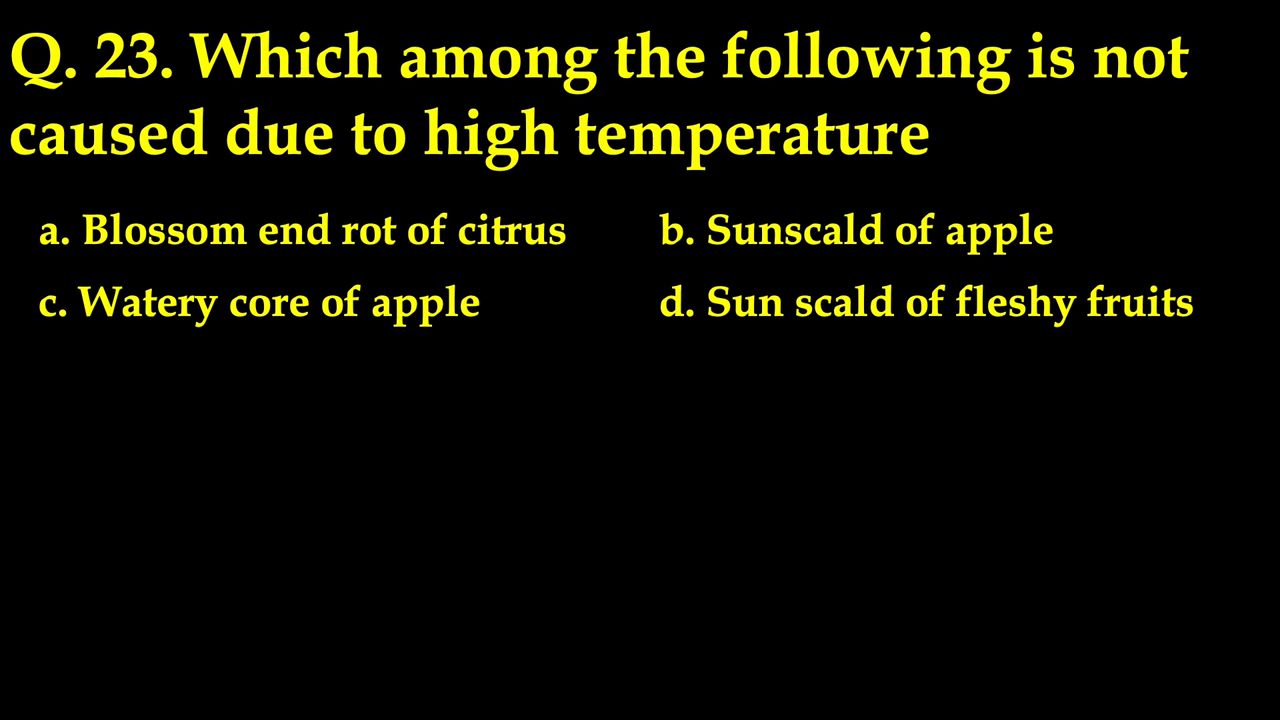 Q. 23. Which among the following is not
caused due to high temperature
a. Blossom end rot of citrus b. Sunscald of apple
c. Watery core of apple d. Sun scald of fleshy fruits